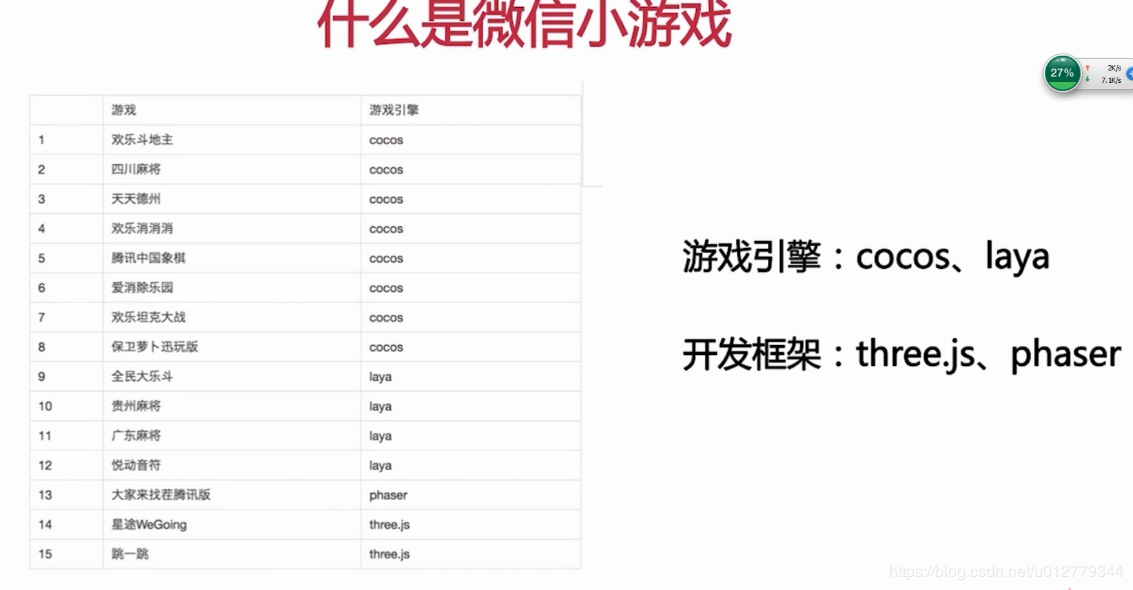 什么是微信小游戏
27%
2K/s
7.1K/s
游戏 游戏引擎
1 欢乐斗地主 cocos
2 四川麻将 cocos
3 天天德州 cocos
4 欢乐消消消 cocos
5 腾讯中国象棋 cocos
6 爱消除乐园 cocos
7 欢乐坦克大战 cocos
8 保卫萝卜迅玩版 cocos
9 全民大乐斗 laya
10 贵州麻将 laya
11 广东麻将 laya
12 悦动音符 laya
13 大家来找茬腾讯版 phaser
14 星途WeGoing three.js
15 跳一跳 three.js
游戏引擎：cocos、laya
开发框架：three.js、phaser
https://blog.csdn.net/u012779344